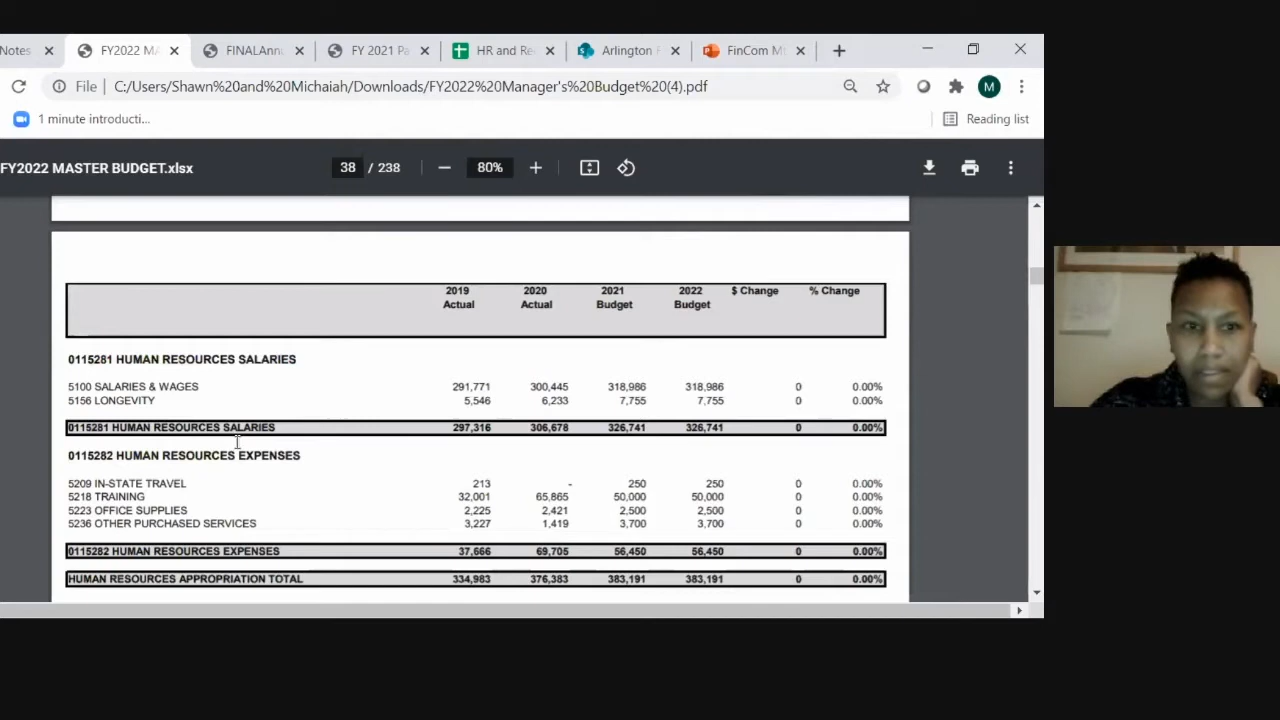 Notes
FY2022 MA
FINALAnn
FY 2021 Pa
HR and Re
Arlington F
FinCom M
File
C:/Users/Shawn%20and%20Michaiah/Downloads/FY2022%20Manager's%20Budget%20(4).pdf
M
1 minute introducti...
Reading list
FY2022 MASTER BUDGET.xlsx
38 / 238
80%
2019 2020 2021 2022 $ Change % Change
Actual Actual Budget Budget
0115281 HUMAN RESOURCES SALARIES
5100 SALARIES & WAGES 291,771 300,445 318,986 318,986 0 0.00%
5156 LONGEVITY 5,546 6,233 7,755 7,755 0 0.00%
0115281 HUMAN RESOURCES SALARIES 297,316 306,678 326,741 326,741 0 0.00%
0115282 HUMAN RESOURCES EXPENSES
5209 IN-STATE TRAVEL 213 - 250 250 0 0.00%
5218 TRAINING 32,001 65,865 50,000 50,000 0 0.00%
5223 OFFICE SUPPLIES 2,225 2,421 2,500 2,500 0 0.00%
5236 OTHER PURCHASED SERVICES 3,227 1,419 3,700 3,700 0 0.00%
0115282 HUMAN RESOURCES EXPENSES 37,666 69,705 56,450 56,450 0 0.00%
HUMAN RESOURCES APPROPRIATION TOTAL 334,983 376,383 383,191 383,191 0 0.00%